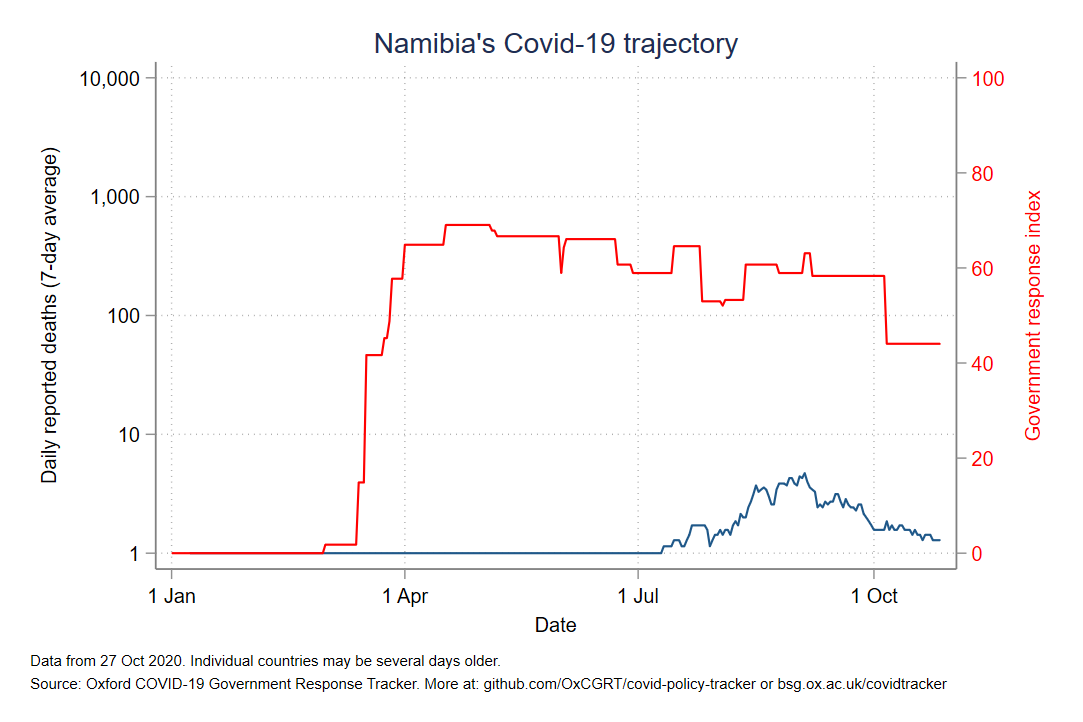 Namibia's Covid-19 trajectory
10,000
1,000
100
10
1
Daily reported deaths (7-day average)
100
80
60
40
20
0
Government response index
1 Jan
1 Apr
1 Jul
1 Oct
Date
Data from 27 Oct 2020. Individual countries may be several days older.
Source: Oxford COVID-19 Government Response Tracker. More at: github.com/OxCGRT/covid-policy-tracker or bsg.ox.ac.uk/covidtracker